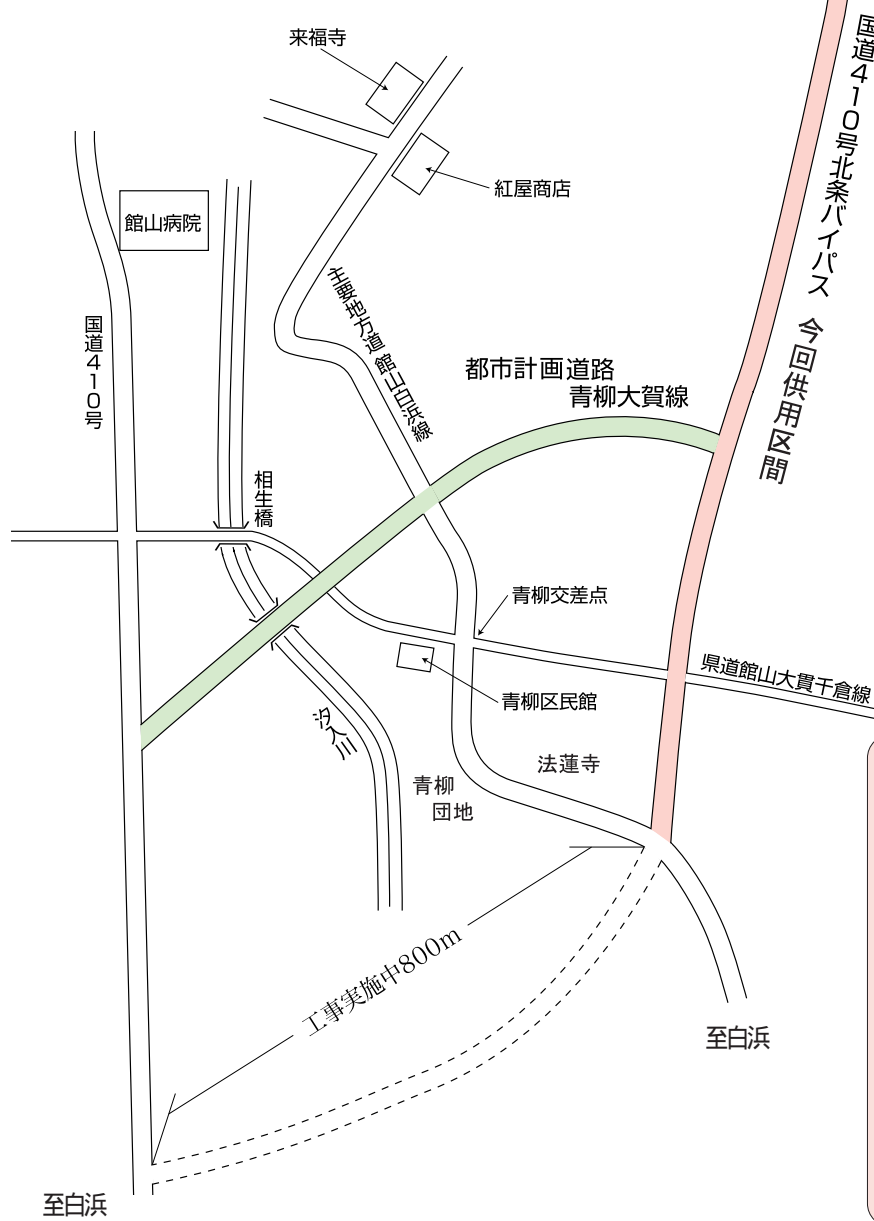 来福寺
国道410号北条バイパス 今回供用区間
紅屋商店
館山病院
主要地方道 館山白浜線
国道410号
都市計画道路
青柳大賀線
相生橋
青柳交差点
県道館山大貫千倉線
青柳区民館
汐入川
法蓮寺
青柳
団地
工事実施中800m
至白浜
至白浜